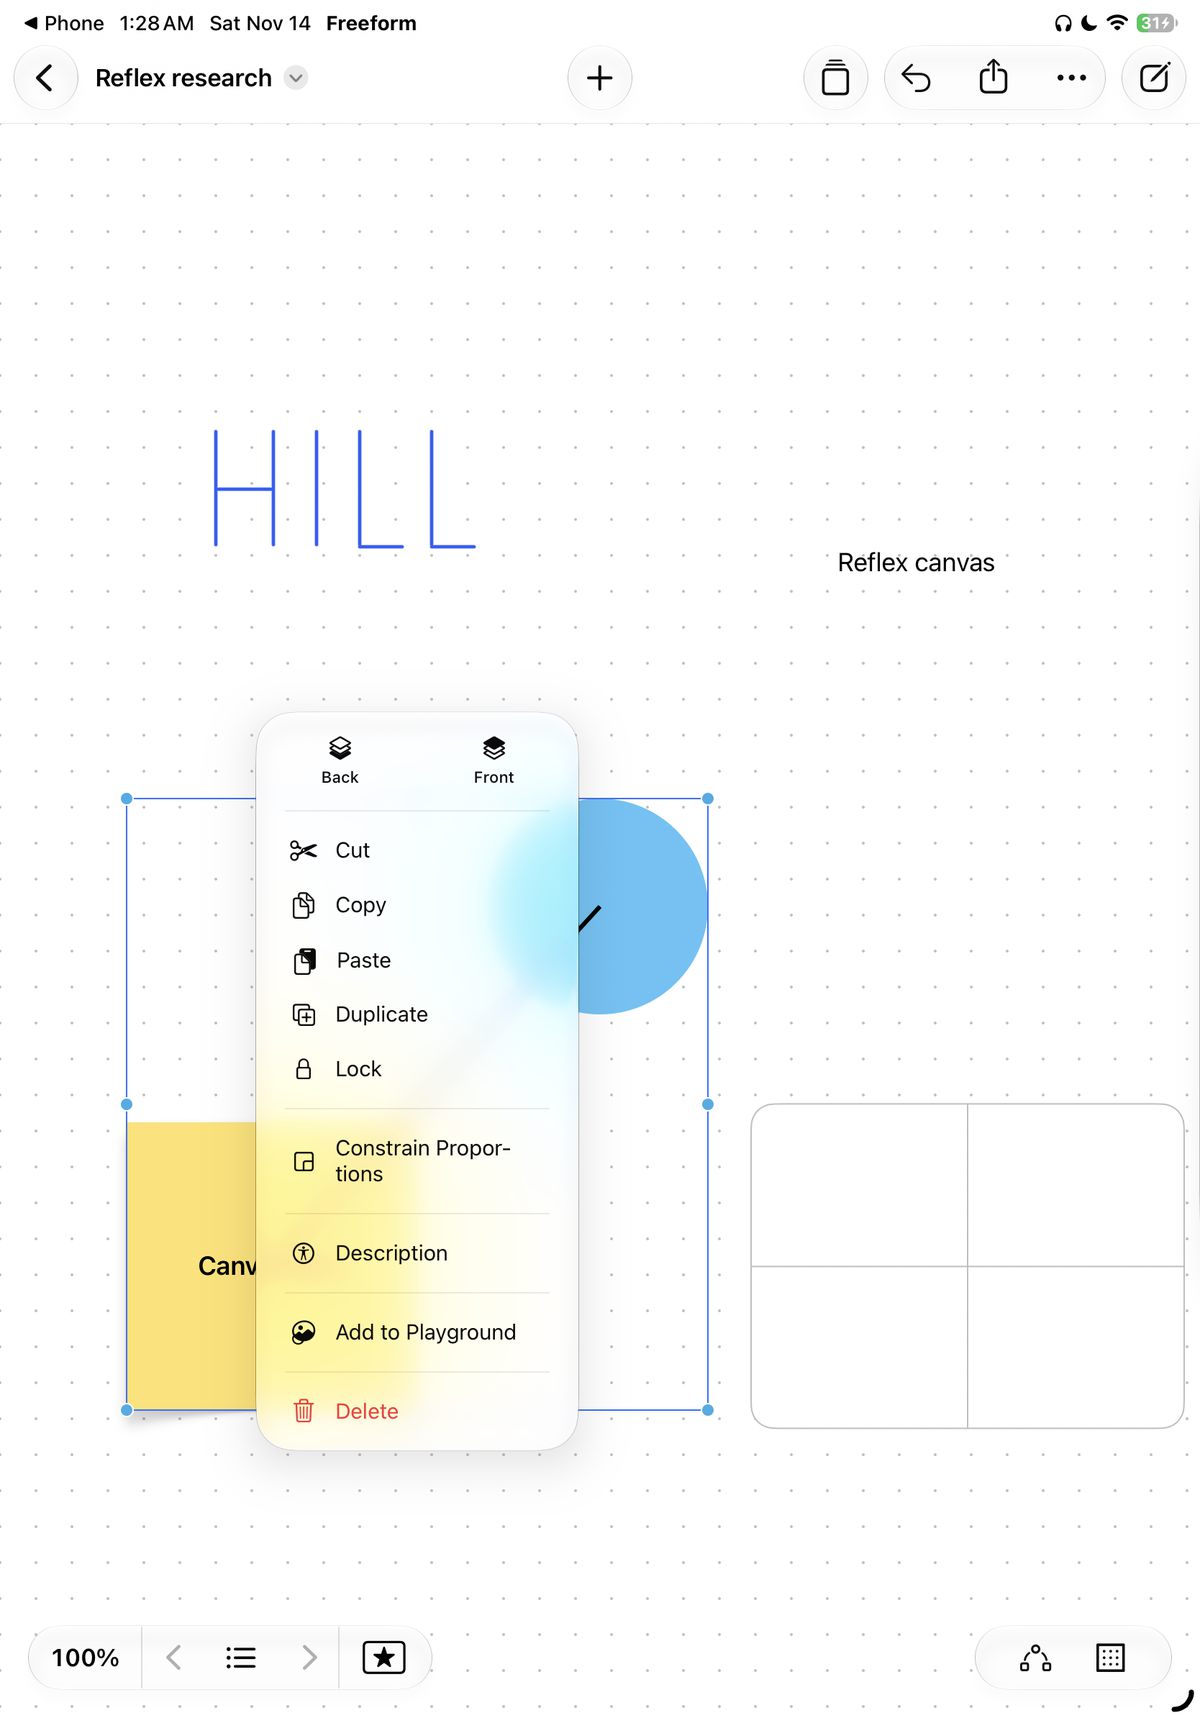 Phone 1:28 AM Sat Nov 14 Freeform 31
Reflex research
HILL
Reflex canvas
Back Front
Cut
Copy
Paste
Duplicate
Lock
Canv
Constrain Propor-
tions
Description
Add to Playground
Delete
100%